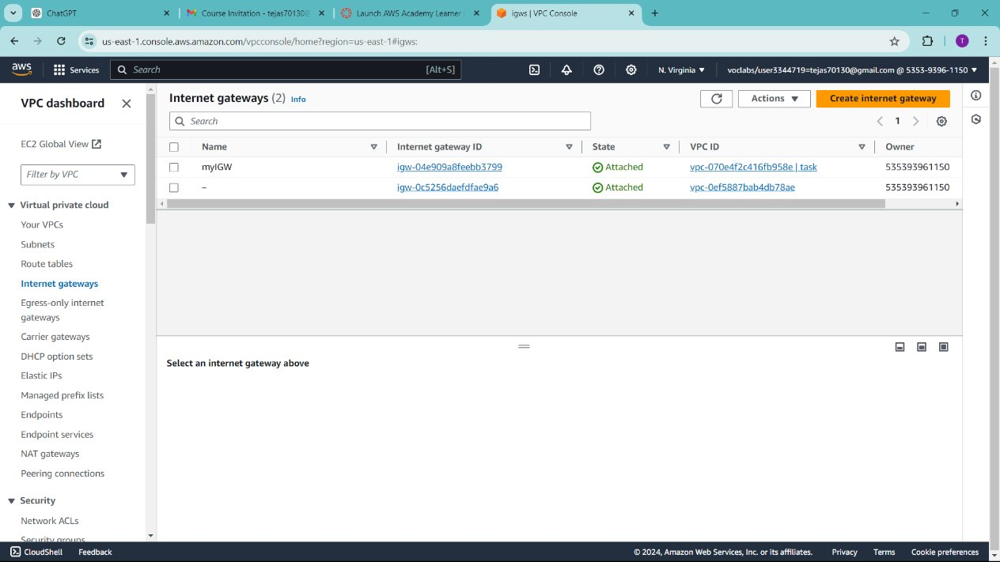 ChatGPT
Course Invitation - tejas70130@
Launch AWS Academy Learner
igws | VPC Console
us-east-1.console.aws.amazon.com/vpcconsole/home?region=us-east-1#igws:
T
aws
Services
Search
[Alt+S]
N. Virginia
voclabs/user3344719=tejas70130@gmail.com @ 5353-9396-1150
VPC dashboard
EC2 Global View
Filter by VPC
Virtual private cloud
Your VPCs
Subnets
Route tables
Internet gateways
Egress-only internet
gateways
Carrier gateways
DHCP option sets
Elastic IPs
Managed prefix lists
Endpoints
Endpoint services
NAT gateways
Peering connections
Security
Network ACLs
Security groups
Internet gateways (2) Info
Actions
Create internet gateway
Search
1
Name Internet gateway ID State VPC ID Owner
myIGW igw-04e909a8feebb3799 Attached vpc-070e4f2c416fb958e | task 535393961150
– igw-0c5256daefdfae9a6 Attached vpc-0ef5887bab4db78ae 535393961150
Select an internet gateway above
CloudShell Feedback
© 2024, Amazon Web Services, Inc. or its affiliates. Privacy Terms Cookie preferences